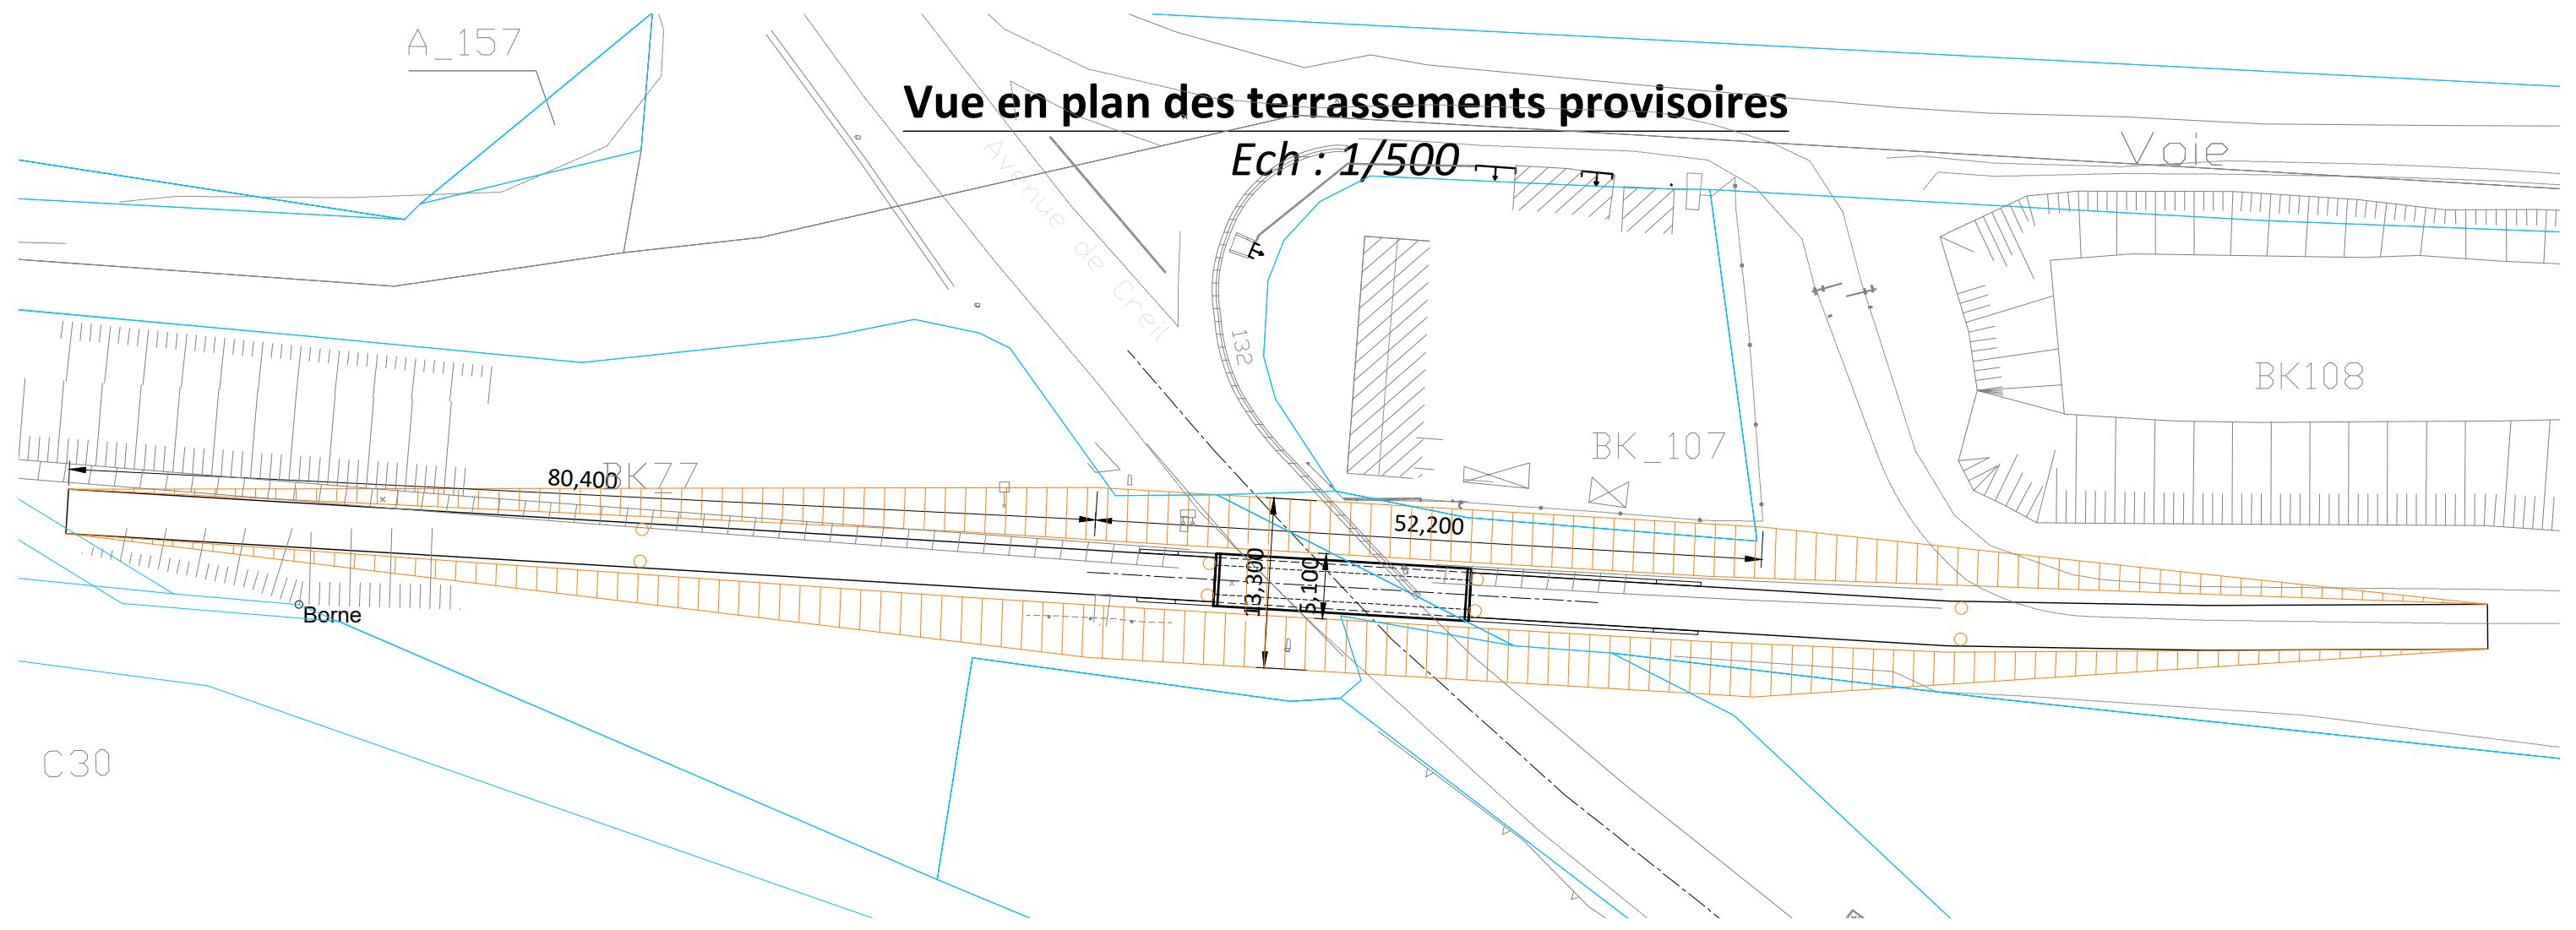 A_157
Vue en plan des terrassements provisoires
Ech : 1/500
Voie
Avenue de Creil
132
BK108
BK_107
BK77
80,400
52,200
13,300
5,100
Borne
C30